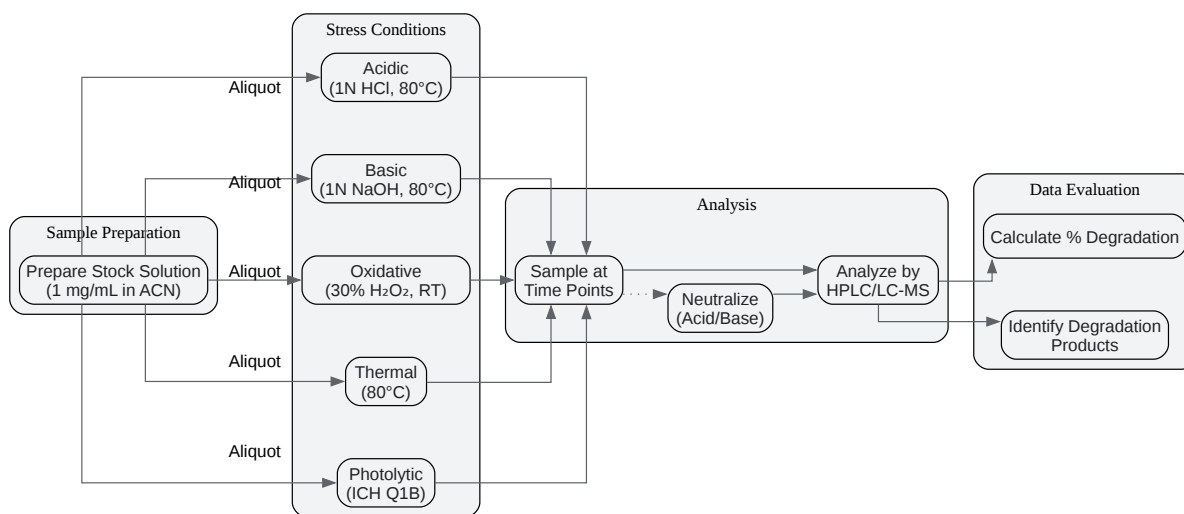 Sample Preparation
Prepare Stock Solution
(1 mg/mL in ACN)
Aliquot
Aliquot
Aliquot
Aliquot
Aliquot
Stress Conditions
Acidic
(1N HCl, 80°C)
Basic
(1N NaOH, 80°C)
Oxidative
(30% H₂O₂, RT)
Thermal
(80°C)
Photolytic
(ICH Q1B)
Analysis
Sample at
Time Points
Neutralize
(Acid/Base)
Analyze by
HPLC/LC-MS
Data Evaluation
Calculate % Degradation
Identify Degradation
Products